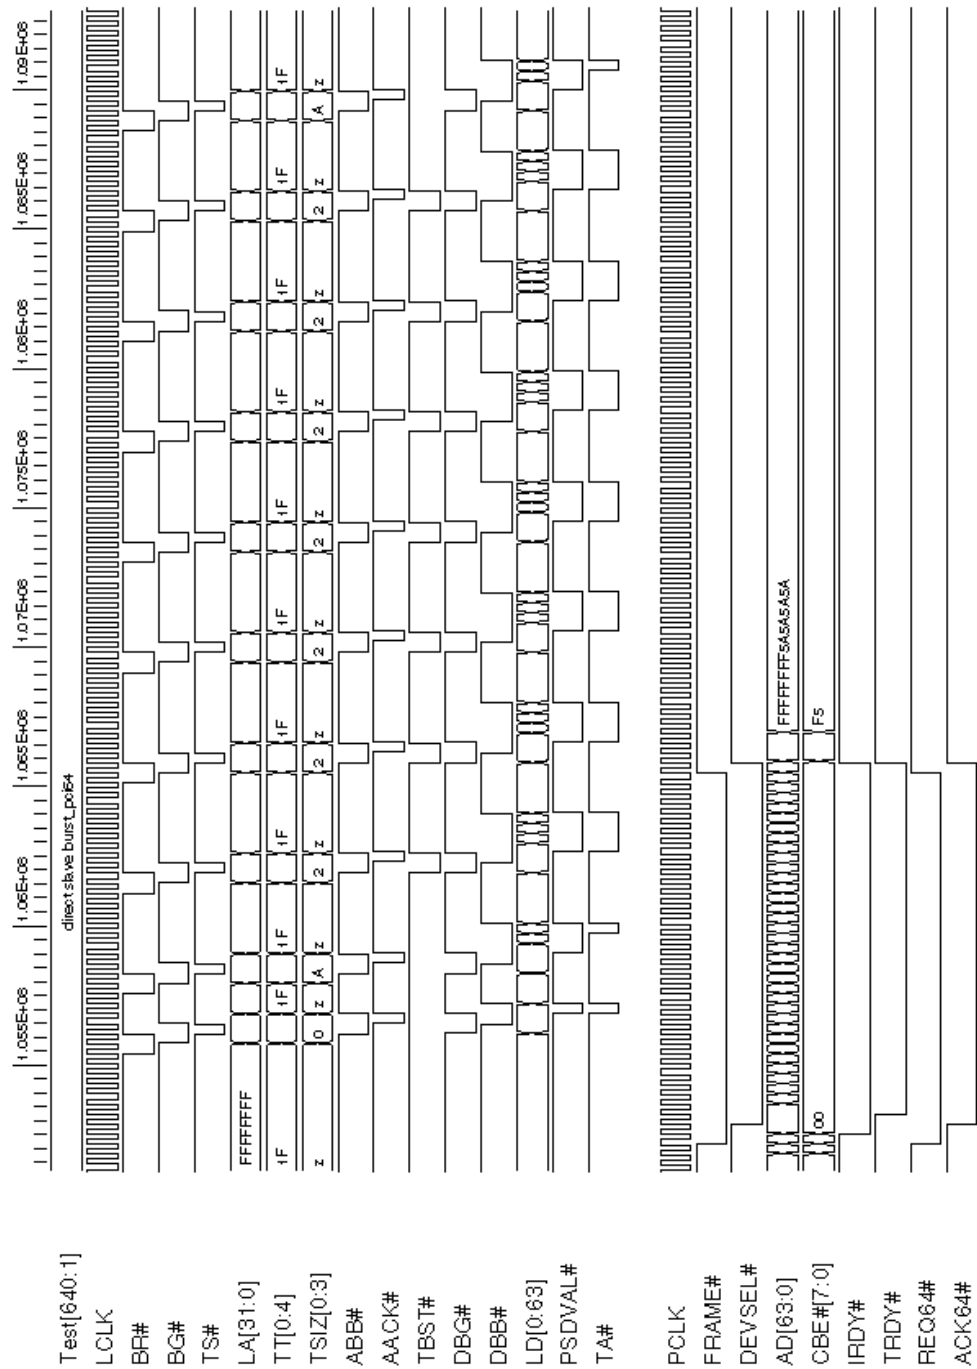 1.055E+08 1.06E+08 1.065E+08 1.07E+08 1.075E+08 1.08E+08 1.085E+08 1.09E+08
Test[640:1] direct slave burst_pci64
LCLK
BR#
BG#
TS#
LA[31:0] FFFFFFFF
TT[0:4] 1F 1F 1F 1F 1F 1F 1F 1F 1F 1F 1F
TSIZ[0:3] z 0 z A z 2 z 2 z 2 z 2 z 2 z 2 z 2 z A z
ABB#
AACK#
TBST#
DBG#
DBB#
LD[0:63]
PSDVAL#
TA#
PCLK
FRAME#
DEVSEL#
AD[63:0] FFFFFFFF5A5A5A5A
CBE#[7:0] 00 F5
IRDY#
TRDY#
REQ64#
ACK64#